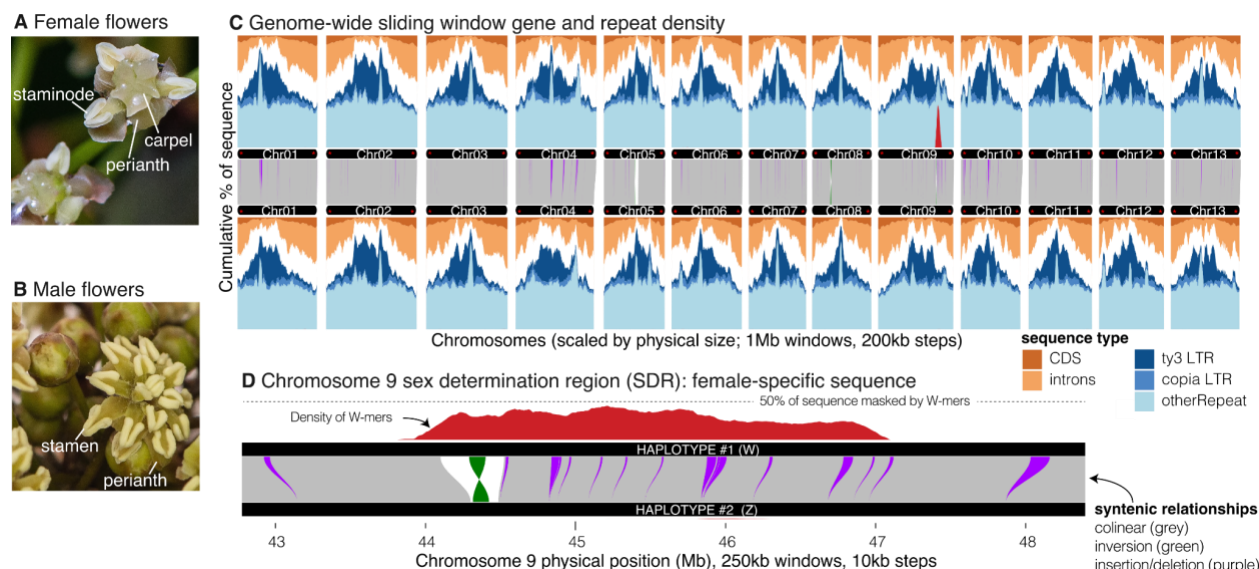 A Female flowers
staminode
carpel
perianth
B Male flowers
stamen
perianth
C Genome-wide sliding window gene and repeat density
Cumulative % of sequence
Chr01 Chr02 Chr03 Chr04 Chr05 Chr06 Chr07 Chr08 Chr09 Chr10 Chr11 Chr12 Chr13
Chr01 Chr02 Chr03 Chr04 Chr05 Chr06 Chr07 Chr08 Chr09 Chr10 Chr11 Chr12 Chr13
Chromosomes (scaled by physical size; 1Mb windows, 200kb steps)
sequence type
CDS
introns
ty3 LTR
copia LTR
otherRepeat
D Chromosome 9 sex determination region (SDR): female-specific sequence
50% of sequence masked by W-mers
Density of W-mers
HAPLOTYPE #1 (W)
HAPLOTYPE #2 (Z)
43 44 45 46 47 48
Chromosome 9 physical position (Mb), 250kb windows, 10kb steps
syntenic relationships
colinear (grey)
inversion (green)
insertion/deletion (purple)